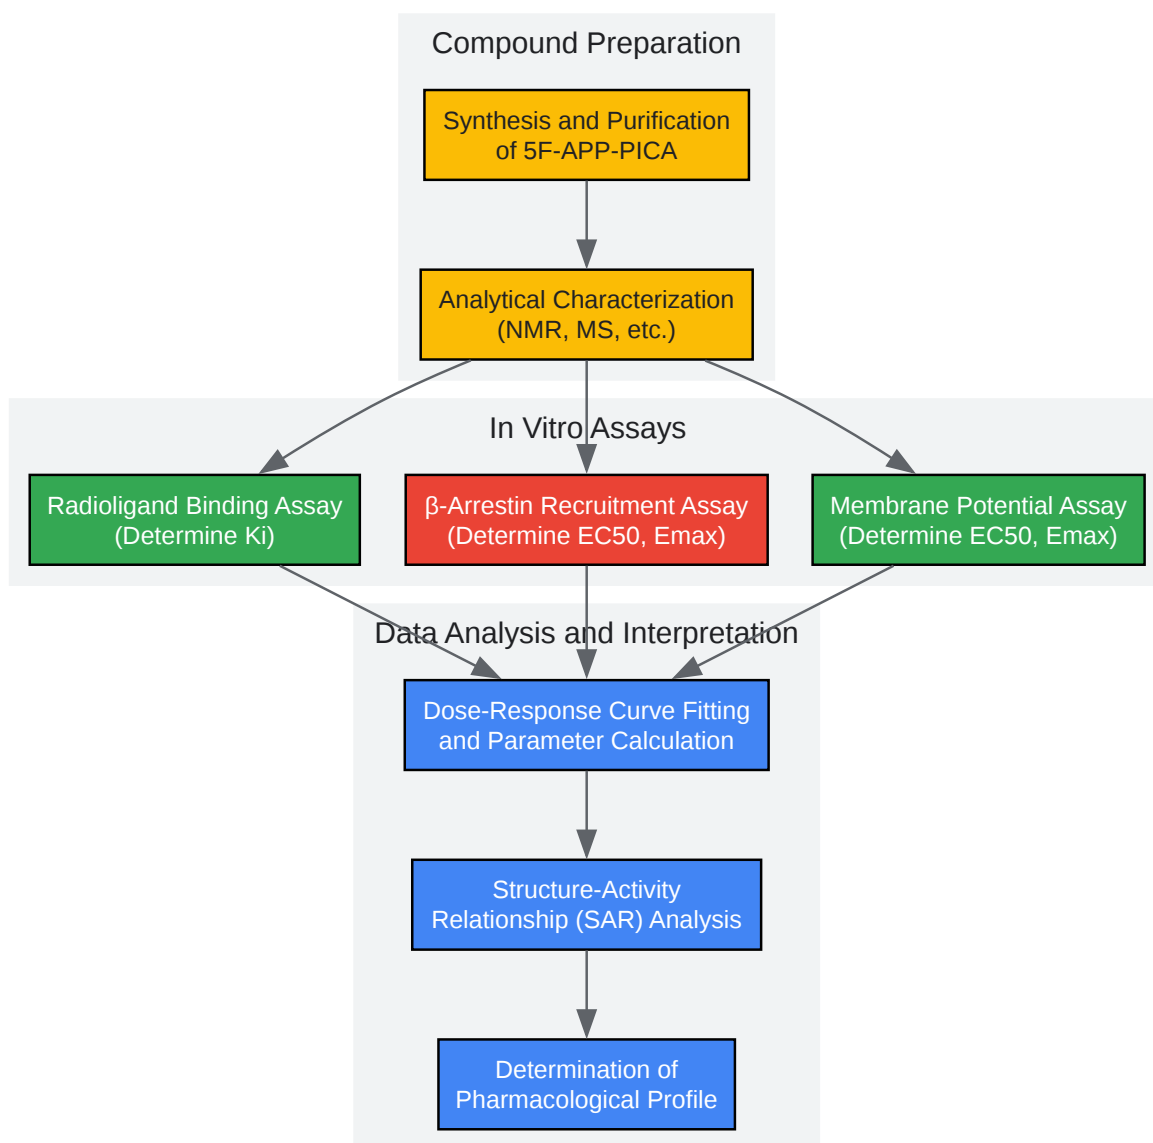 Compound Preparation
Synthesis and Purification
of 5F-APP-PICA
Analytical Characterization
(NMR, MS, etc.)
In Vitro Assays
Radioligand Binding Assay
(Determine Ki)
β-Arrestin Recruitment Assay
(Determine EC50, Emax)
Membrane Potential Assay
(Determine EC50, Emax)
Data Analysis and Interpretation
Dose-Response Curve Fitting
and Parameter Calculation
Structure-Activity
Relationship (SAR) Analysis
Determination of
Pharmacological Profile